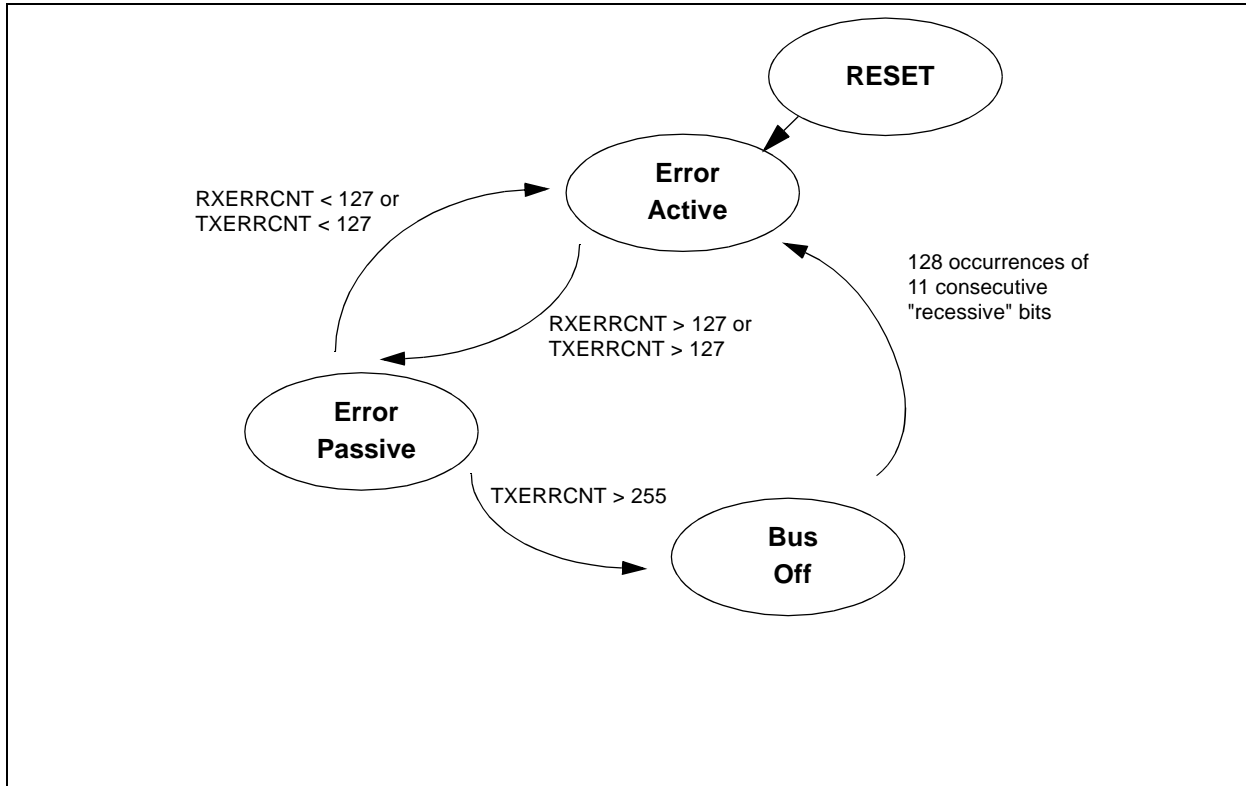 RESET
Error
Active
RXERRCNT < 127 or
TXERRCNT < 127
128 occurrences of
11 consecutive
"recessive" bits
RXERRCNT > 127 or
TXERRCNT > 127
Error
Passive
TXERRCNT > 255
Bus
Off